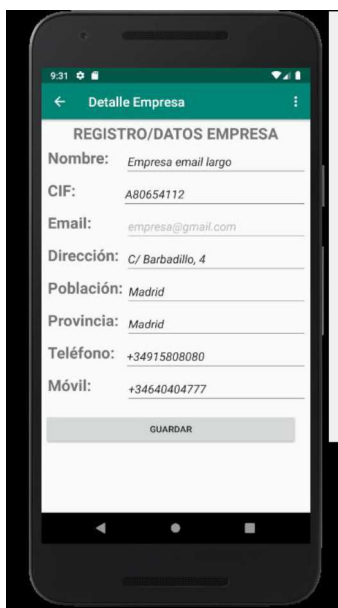 9:31
Detalle Empresa
REGISTRO/DATOS EMPRESA
Nombre: Empresa email largo
CIF: A80654112
Email: empresa@gmail.com
Dirección: C/ Barbadillo, 4
Población: Madrid
Provincia: Madrid
Teléfono: +34915808080
Móvil: +34640404777
GUARDAR